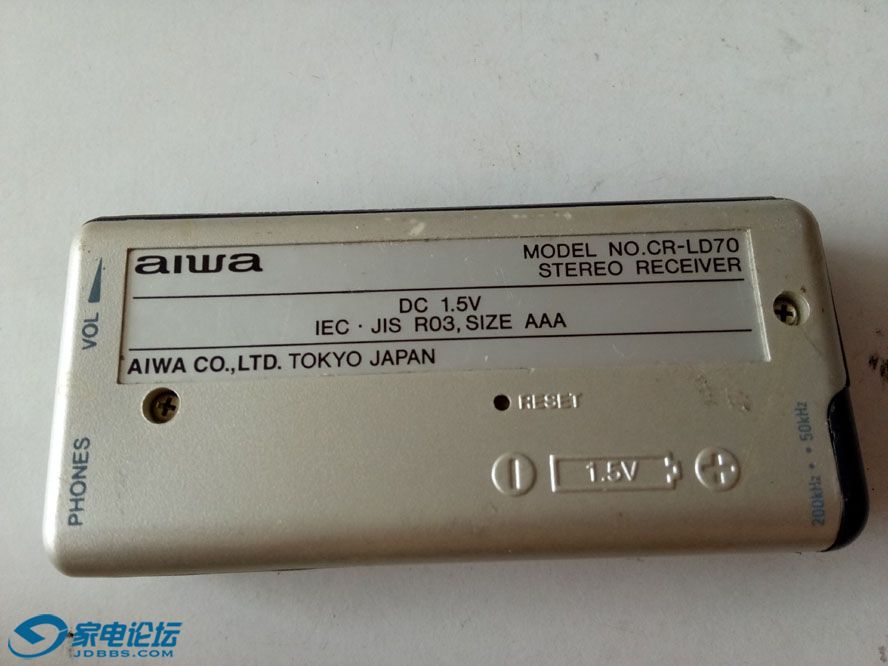 aiwa
MODEL NO.CR-LD70
STEREO RECEIVER
DC 1.5V
IEC · JIS R03, SIZE AAA
AIWA CO.,LTD. TOKYO JAPAN
VOL
PHONES
RESET
1.5V
200kHz • • 50kHz
家电论坛
JDBBS.COM